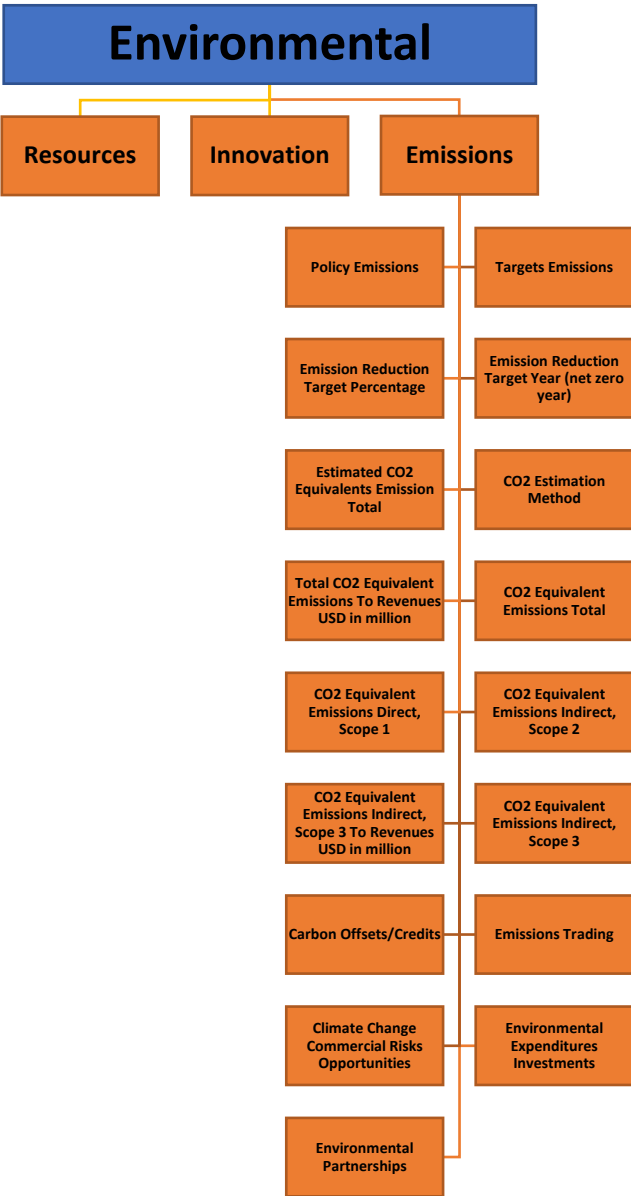 Environmental
Resources
Innovation
Emissions
Policy Emissions
Targets Emissions
Emission Reduction
Target Percentage
Emission Reduction
Target Year (net zero
year)
Estimated CO2
Equivalents Emission
Total
CO2 Estimation
Method
Total CO2 Equivalent
Emissions To Revenues
USD in million
CO2 Equivalent
Emissions Total
CO2 Equivalent
Emissions Direct,
Scope 1
CO2 Equivalent
Emissions Indirect,
Scope 2
CO2 Equivalent
Emissions Indirect,
Scope 3 To Revenues
USD in million
CO2 Equivalent
Emissions Indirect,
Scope 3
Carbon Offsets/Credits
Emissions Trading
Climate Change
Commercial Risks
Opportunities
Environmental
Expenditures
Investments
Environmental
Partnerships